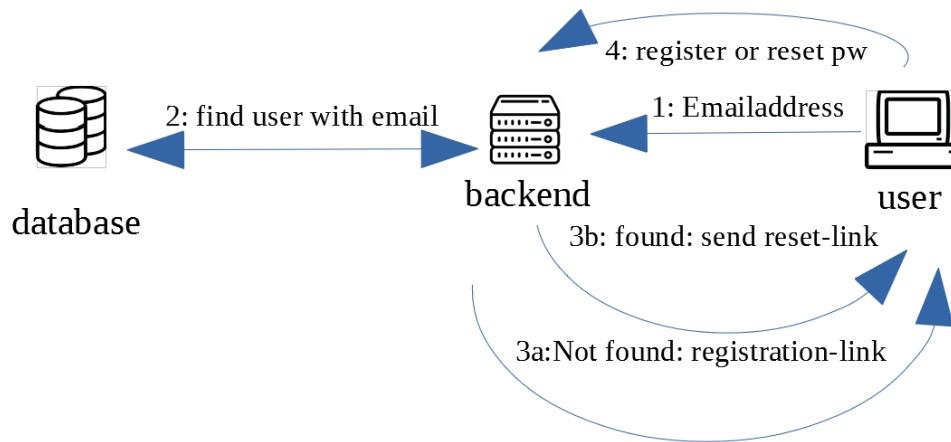 4: register or reset pw
1: Emailaddress
2: find user with email
backend
user
database
3b: found: send reset-link
3a:Not found: registration-link